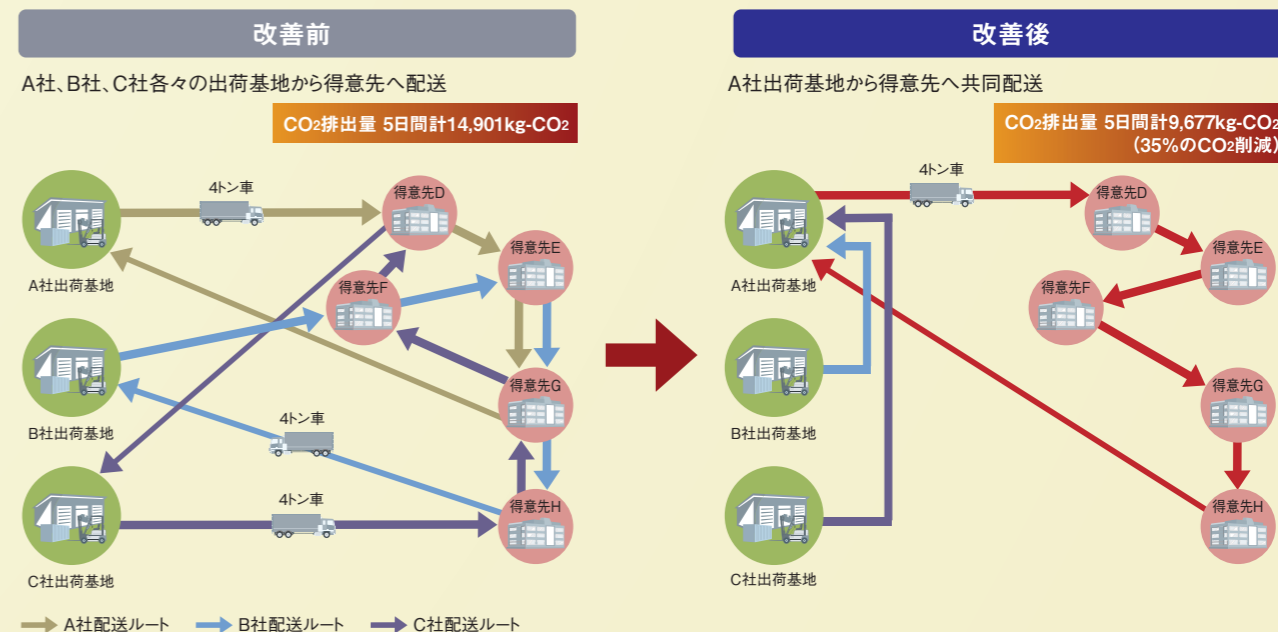 改善前
A社、B社、C社各々の出荷基地から得意先へ配送
CO2排出量 5日間計14,901kg-CO2
4トン車
得意先D
得意先E
A社出荷基地
得意先F
得意先G
B社出荷基地
4トン車
4トン車
得意先H
C社出荷基地
A社配送ルート
B社配送ルート
C社配送ルート
改善後
A社出荷基地から得意先へ共同配送
CO2排出量 5日間計9,677kg-CO2
(35%のCO2削減)
4トン車
得意先D
得意先E
A社出荷基地
得意先F
得意先G
B社出荷基地
得意先H
C社出荷基地